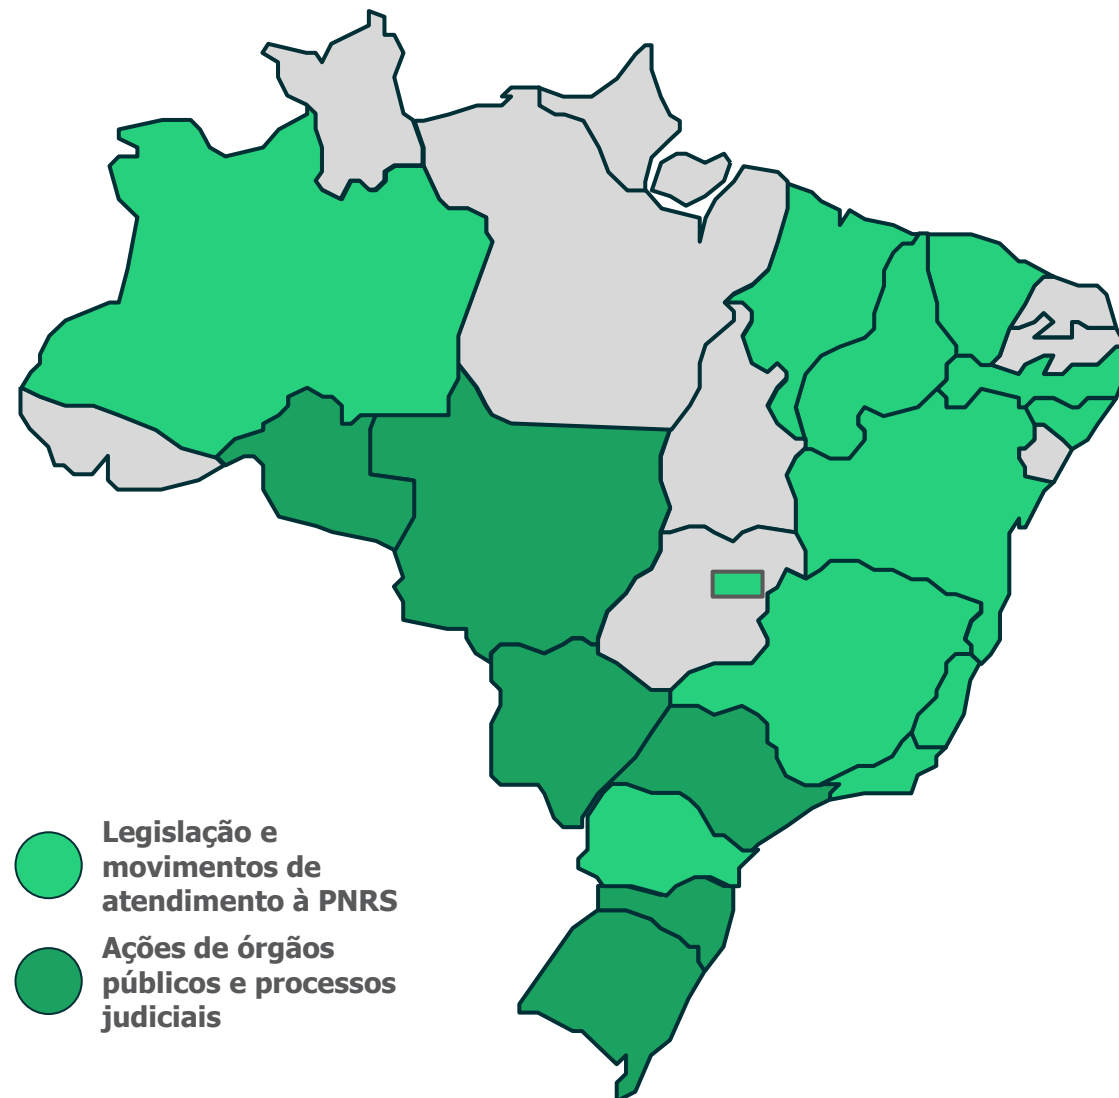 Legislação e
movimentos de
atendimento à PNRS
Ações de órgãos
públicos e processos
judiciais